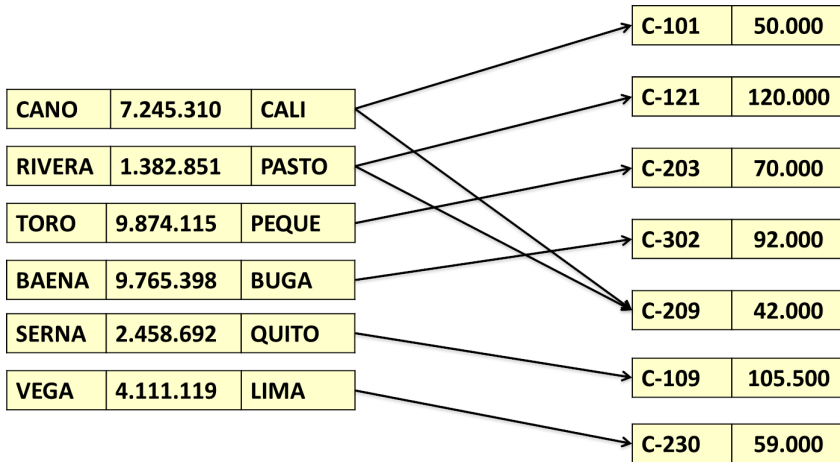 CANO 7.245.310 CALI
RIVERA 1.382.851 PASTO
TORO 9.874.115 PEQUE
BAENA 9.765.398 BUGA
SERNA 2.458.692 QUITO
VEGA 4.111.119 LIMA
C-101 50.000
C-121 120.000
C-203 70.000
C-302 92.000
C-209 42.000
C-109 105.500
C-230 59.000